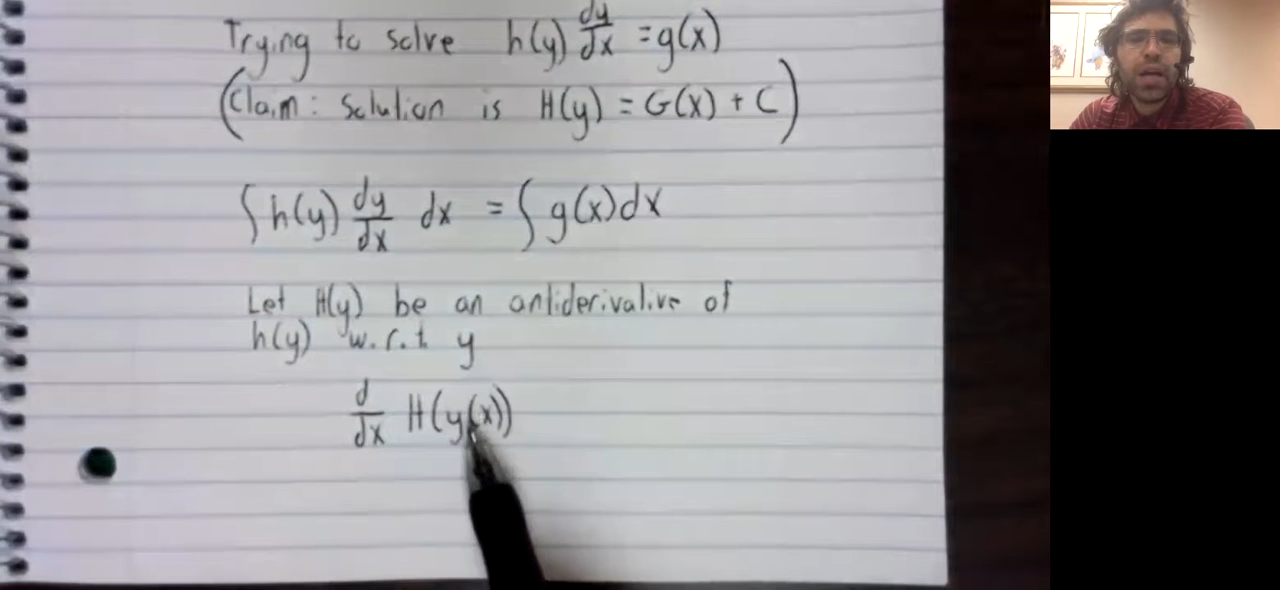 Trying to solve h(y) dy/dx = g(x)
(Claim: Solution is H(y) = G(x) + C)
∫ h(y) dy/dx dx = ∫ g(x) dx
Let H(y) be an antiderivative of
h(y) w.r.t y
d/dx H(y(x))